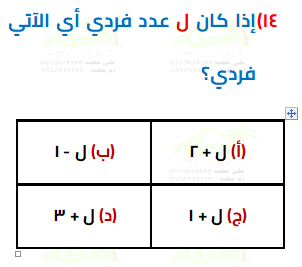 ١٤)إذا كان ل عدد فردي أي الآتي
فردي؟
(أ) ل + ٢
(ب) ل - ١
(ج) ل + ١
(د) ل + ٣